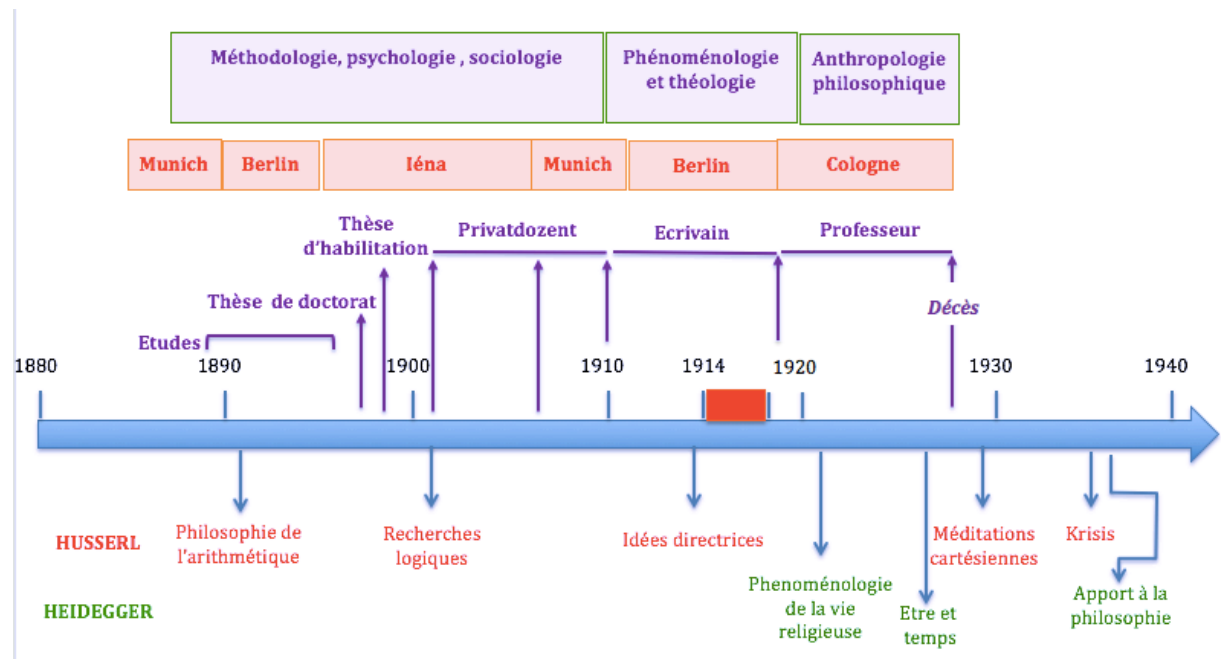 Méthodologie, psychologie , sociologie
Phénoménologie
et théologie
Anthropologie
philosophique
Munich
Berlin
Iéna
Munich
Berlin
Cologne
Thèse
d'habilitation
Privatdozent
Ecrivain
Professeur
Thèse de doctorat
Décès
Etudes
1880
1890
1900
1910
1914
1920
1930
1940
HUSSERL
Philosophie de
l'arithmétique
Recherches
logiques
Idées directrices
Méditations
cartésiennes
Krisis
HEIDEGGER
Phenoménologie
de la vie
religieuse
Etre et
temps
Apport à la
philosophie